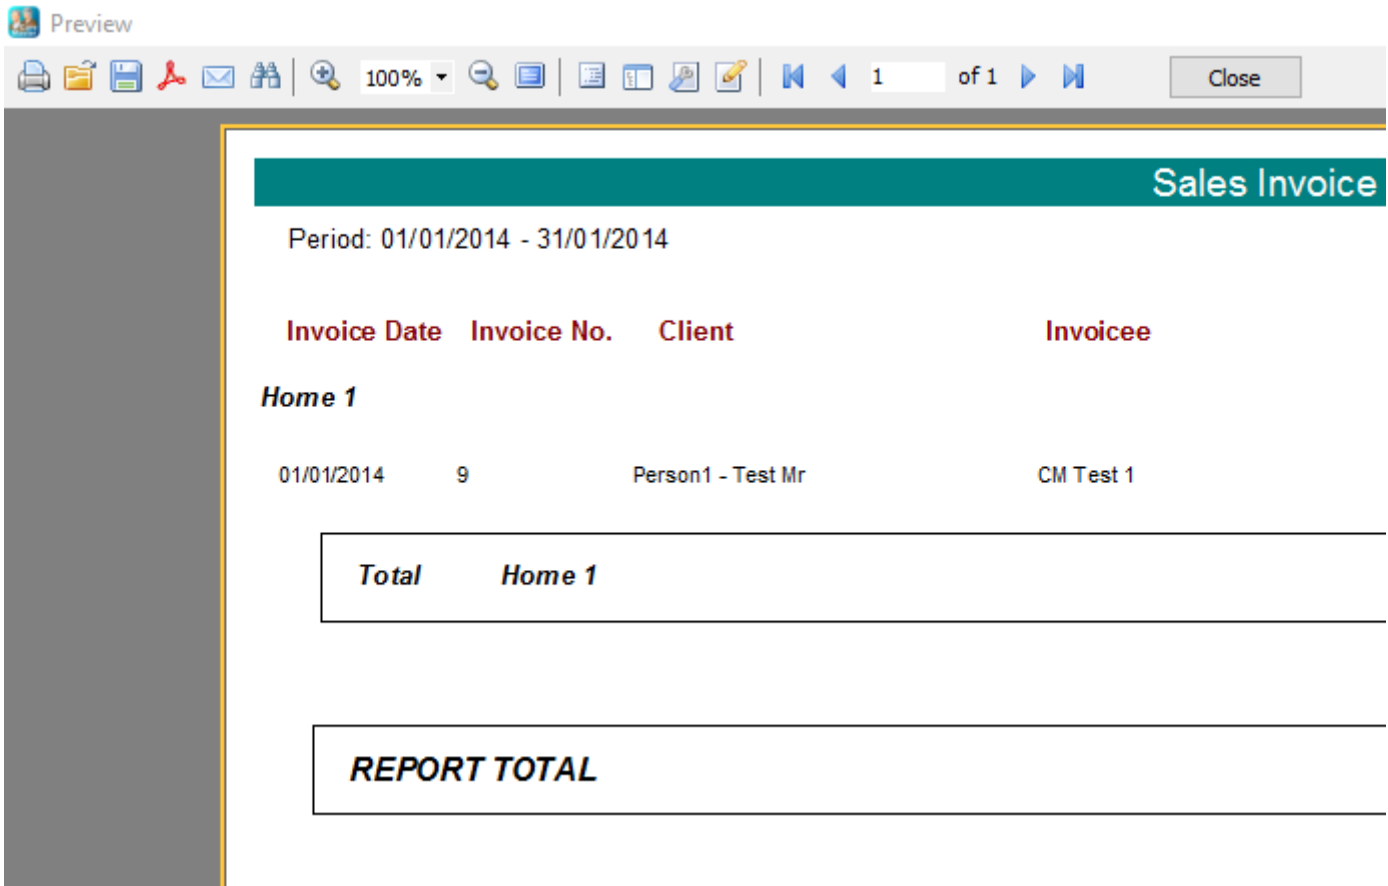 Preview
100% 1 of 1 Close
Sales Invoice
Period: 01/01/2014 - 31/01/2014
Invoice Date Invoice No. Client Invoicee
Home 1
01/01/2014 9 Person1 - Test Mr CM Test 1
Total Home 1
REPORT TOTAL